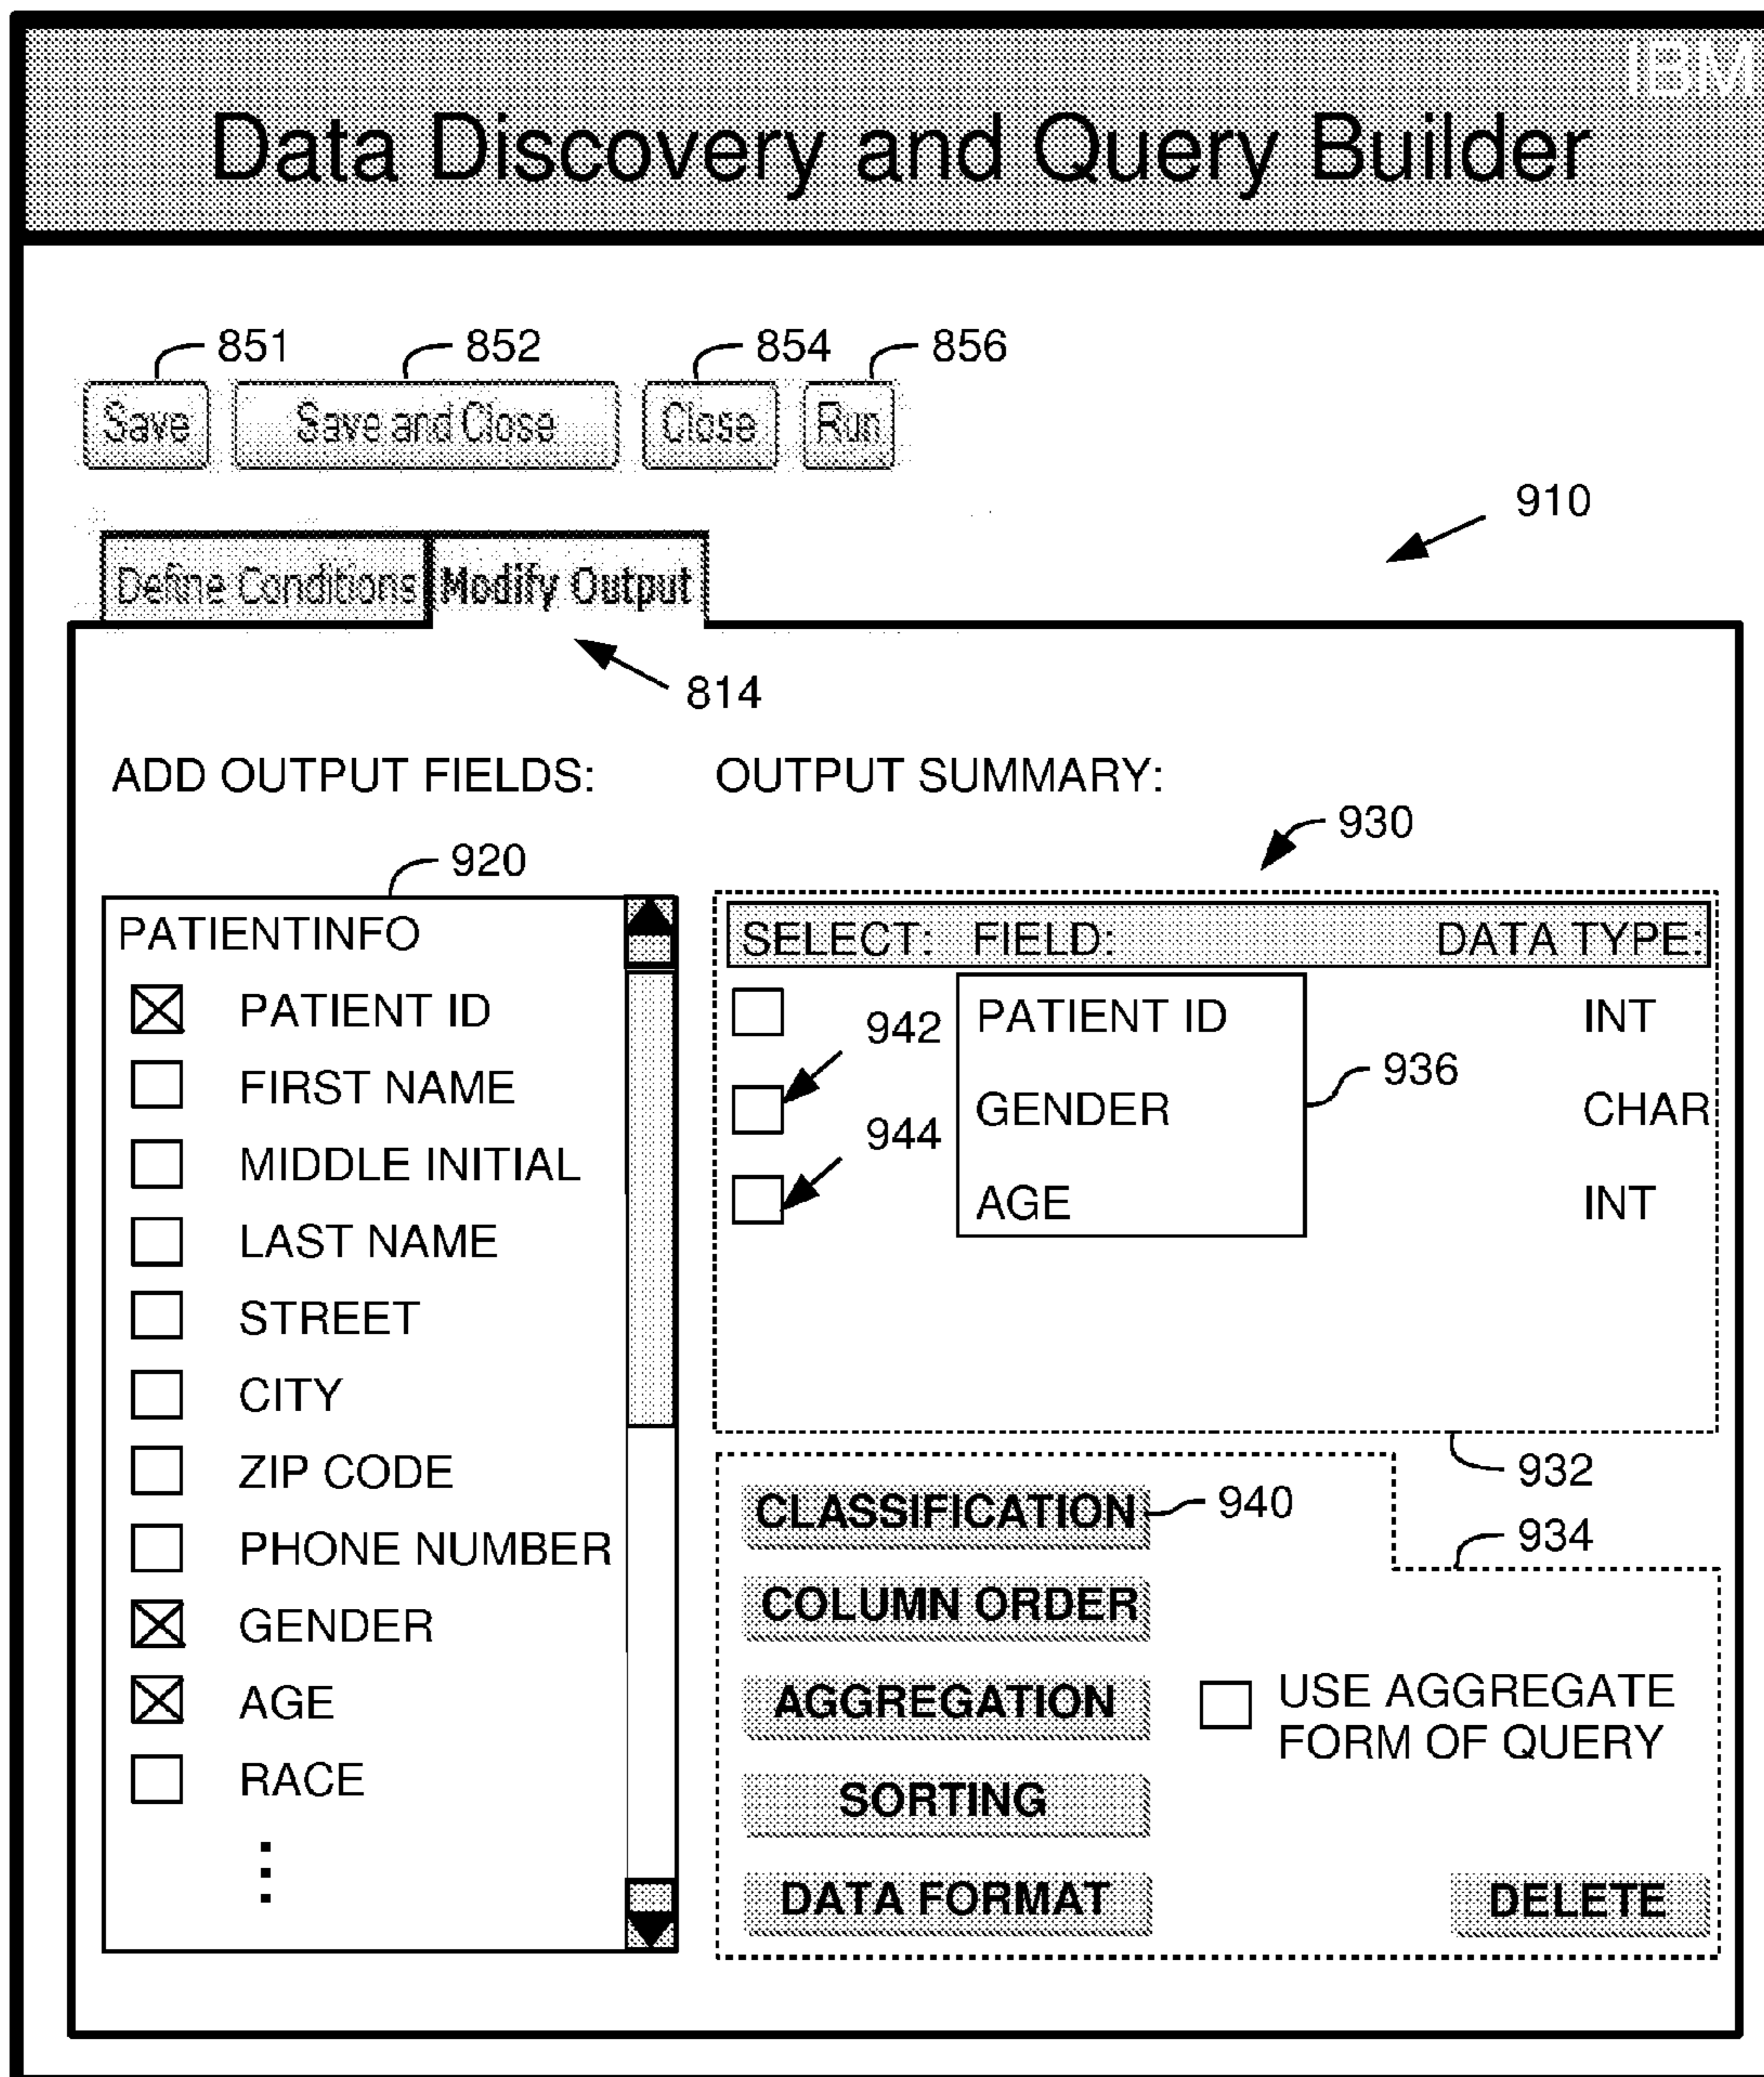 IBM
Data Discovery and Query Builder
851 852 854 856
Save Save and Close Close Run
910
Define Conditions Modify Output
814
ADD OUTPUT FIELDS: OUTPUT SUMMARY:
930
920
PATIENTINFO
PATIENT ID
FIRST NAME
MIDDLE INITIAL
LAST NAME
STREET
CITY
ZIP CODE
PHONE NUMBER
GENDER
AGE
RACE
SELECT: FIELD: DATA TYPE:
PATIENT ID INT
942
936
GENDER CHAR
944
AGE INT
932
CLASSIFICATION 940
934
COLUMN ORDER
AGGREGATION
USE AGGREGATE
FORM OF QUERY
SORTING
DATA FORMAT DELETE